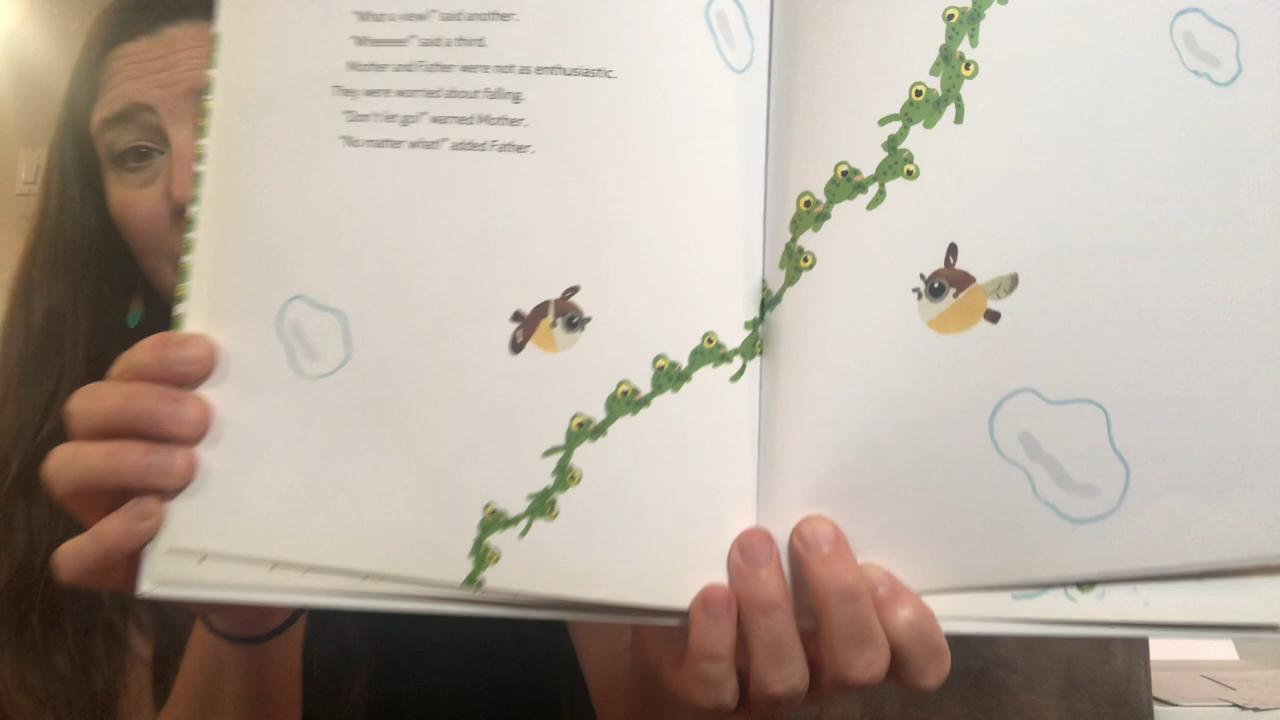 "What a view!" said another.
"Wheeeee!" said a third.
Mother and Father were not as enthusiastic.
They were worried about falling.
"Don't let go!" warned Mother.
"No matter what!" added Father.